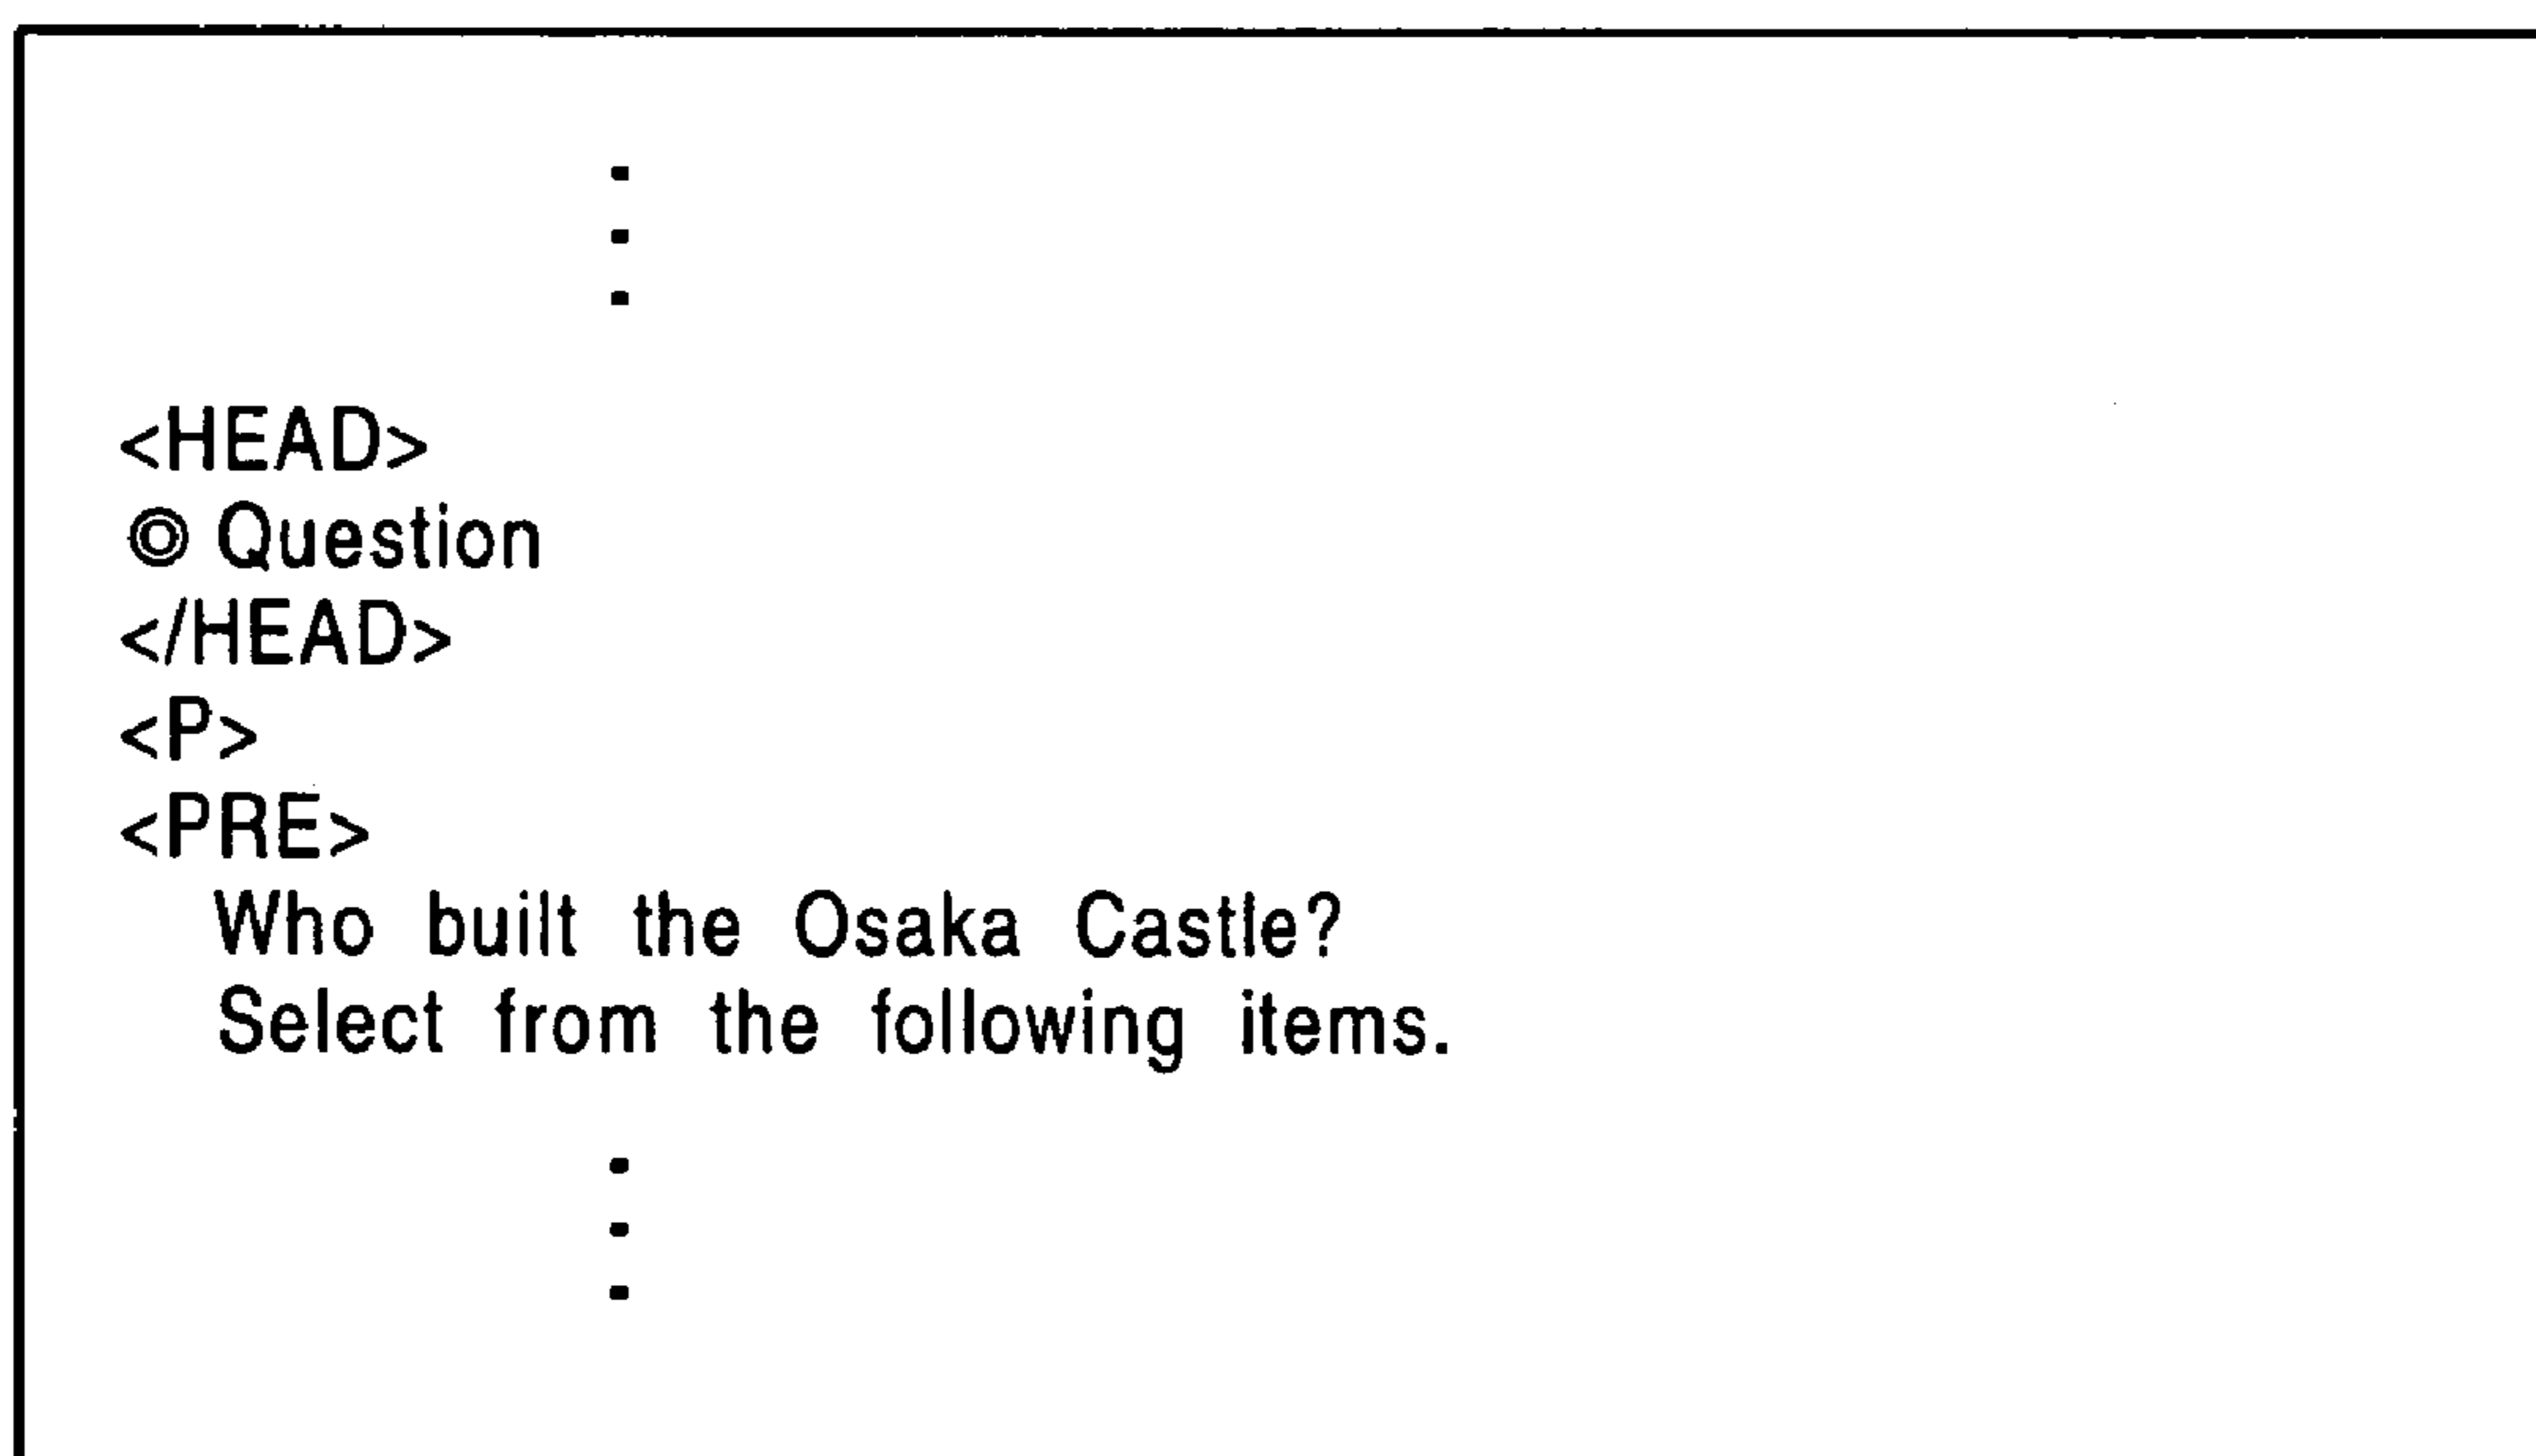 <HEAD>
◎ Question
</HEAD>
<P>
<PRE>
Who built the Osaka Castle?
Select from the following items.